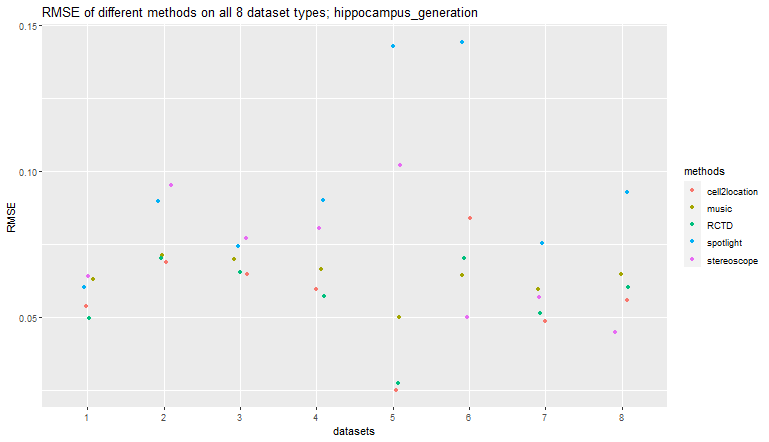 RMSE of different methods on all 8 dataset types; hippocampus_generation
0.15
0.10
0.05
RMSE
1 2 3 4 5 6 7 8
datasets
methods
cell2location
music
RCTD
spotlight
stereoscope